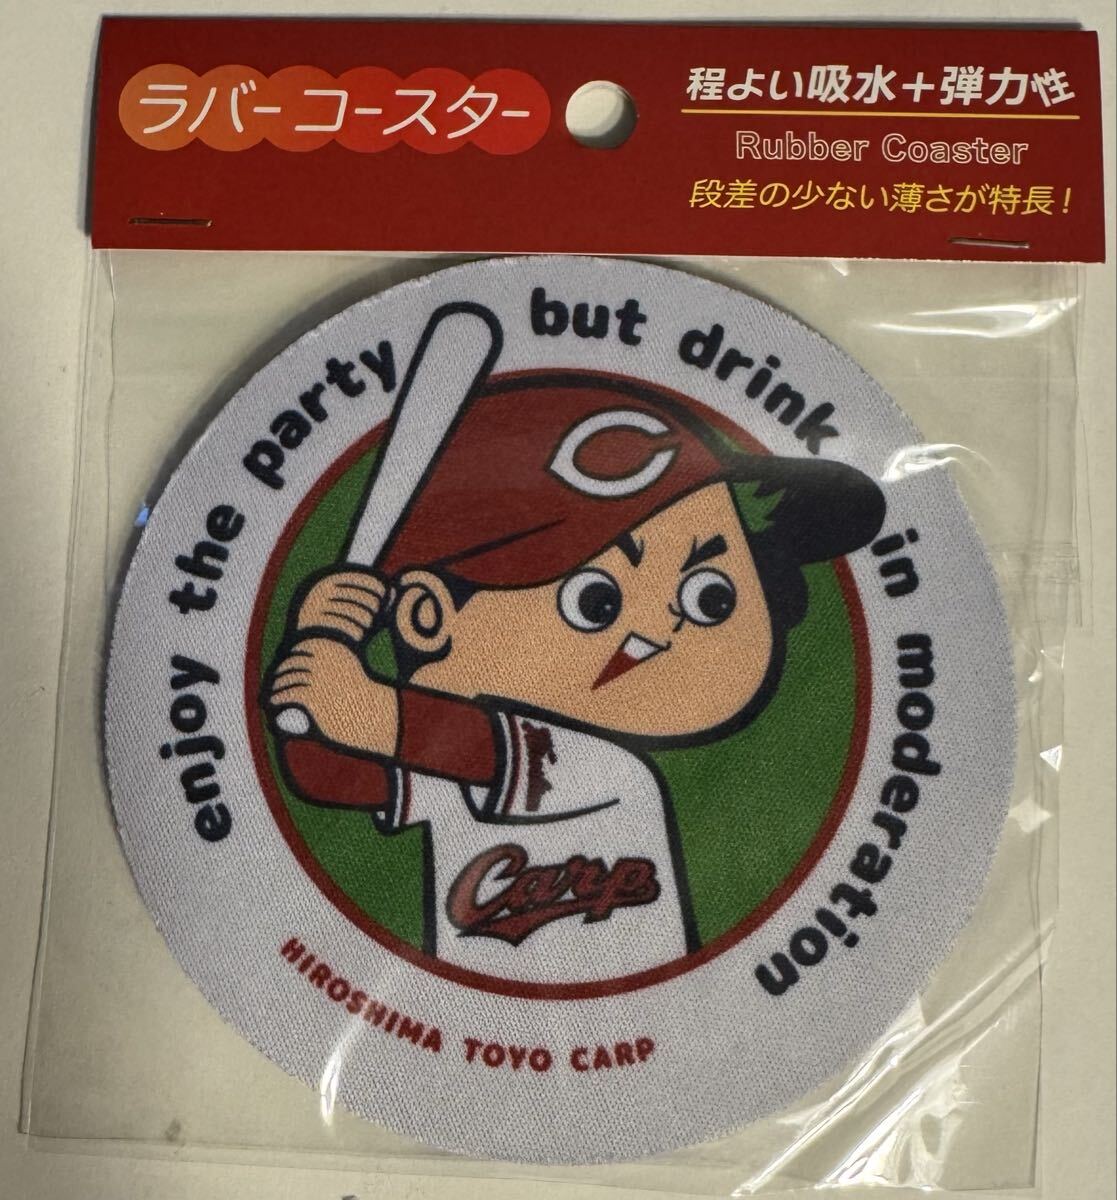 ラバーコースター
程よい吸水＋弾力性
Rubber Coaster
段差の少ない薄さが特長！
enjoy the party but drink in moderation
C
Carp
HIROSHIMA TOYO CARP